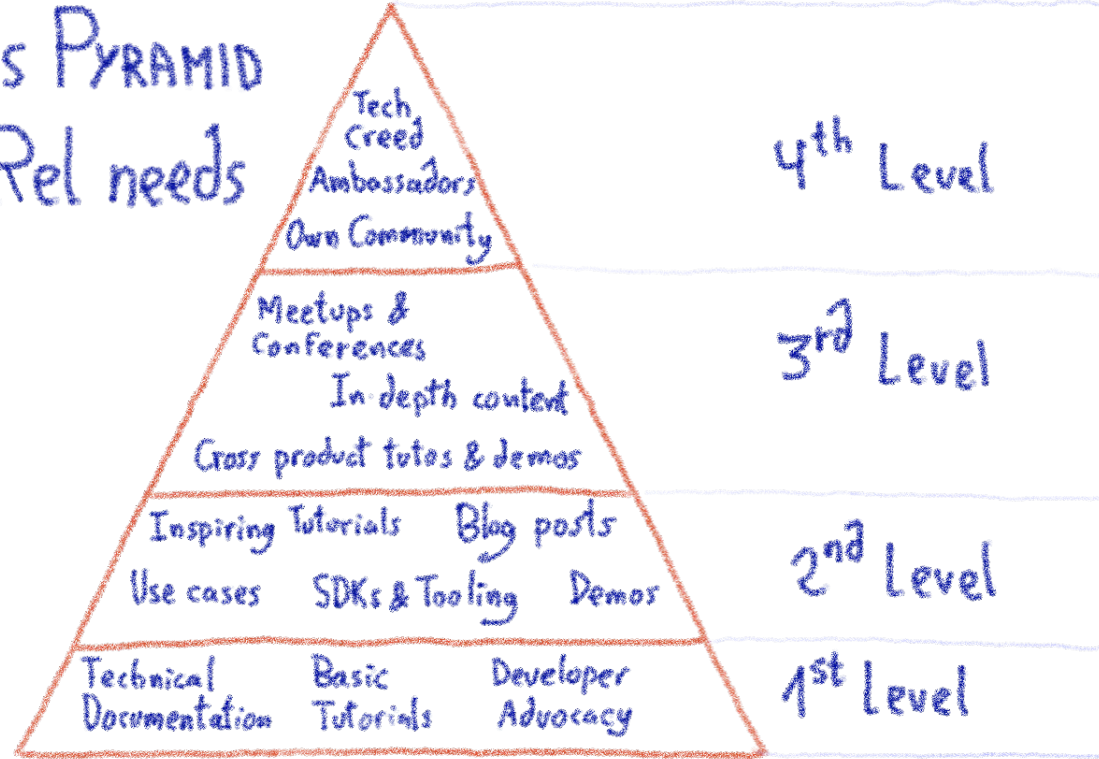 s PYRAMID
Rel needs
Tech
Creed
Ambassadors
Own Community
4th Level
Meetups &
Conferences
In depth content
Cross product tutos & demos
3rd Level
Inspiring Tutorials Blog posts
Use cases SDKs & Tooling Demos
2nd Level
Technical Basic Developer
Documentation Tutorials Advocacy
1st Level